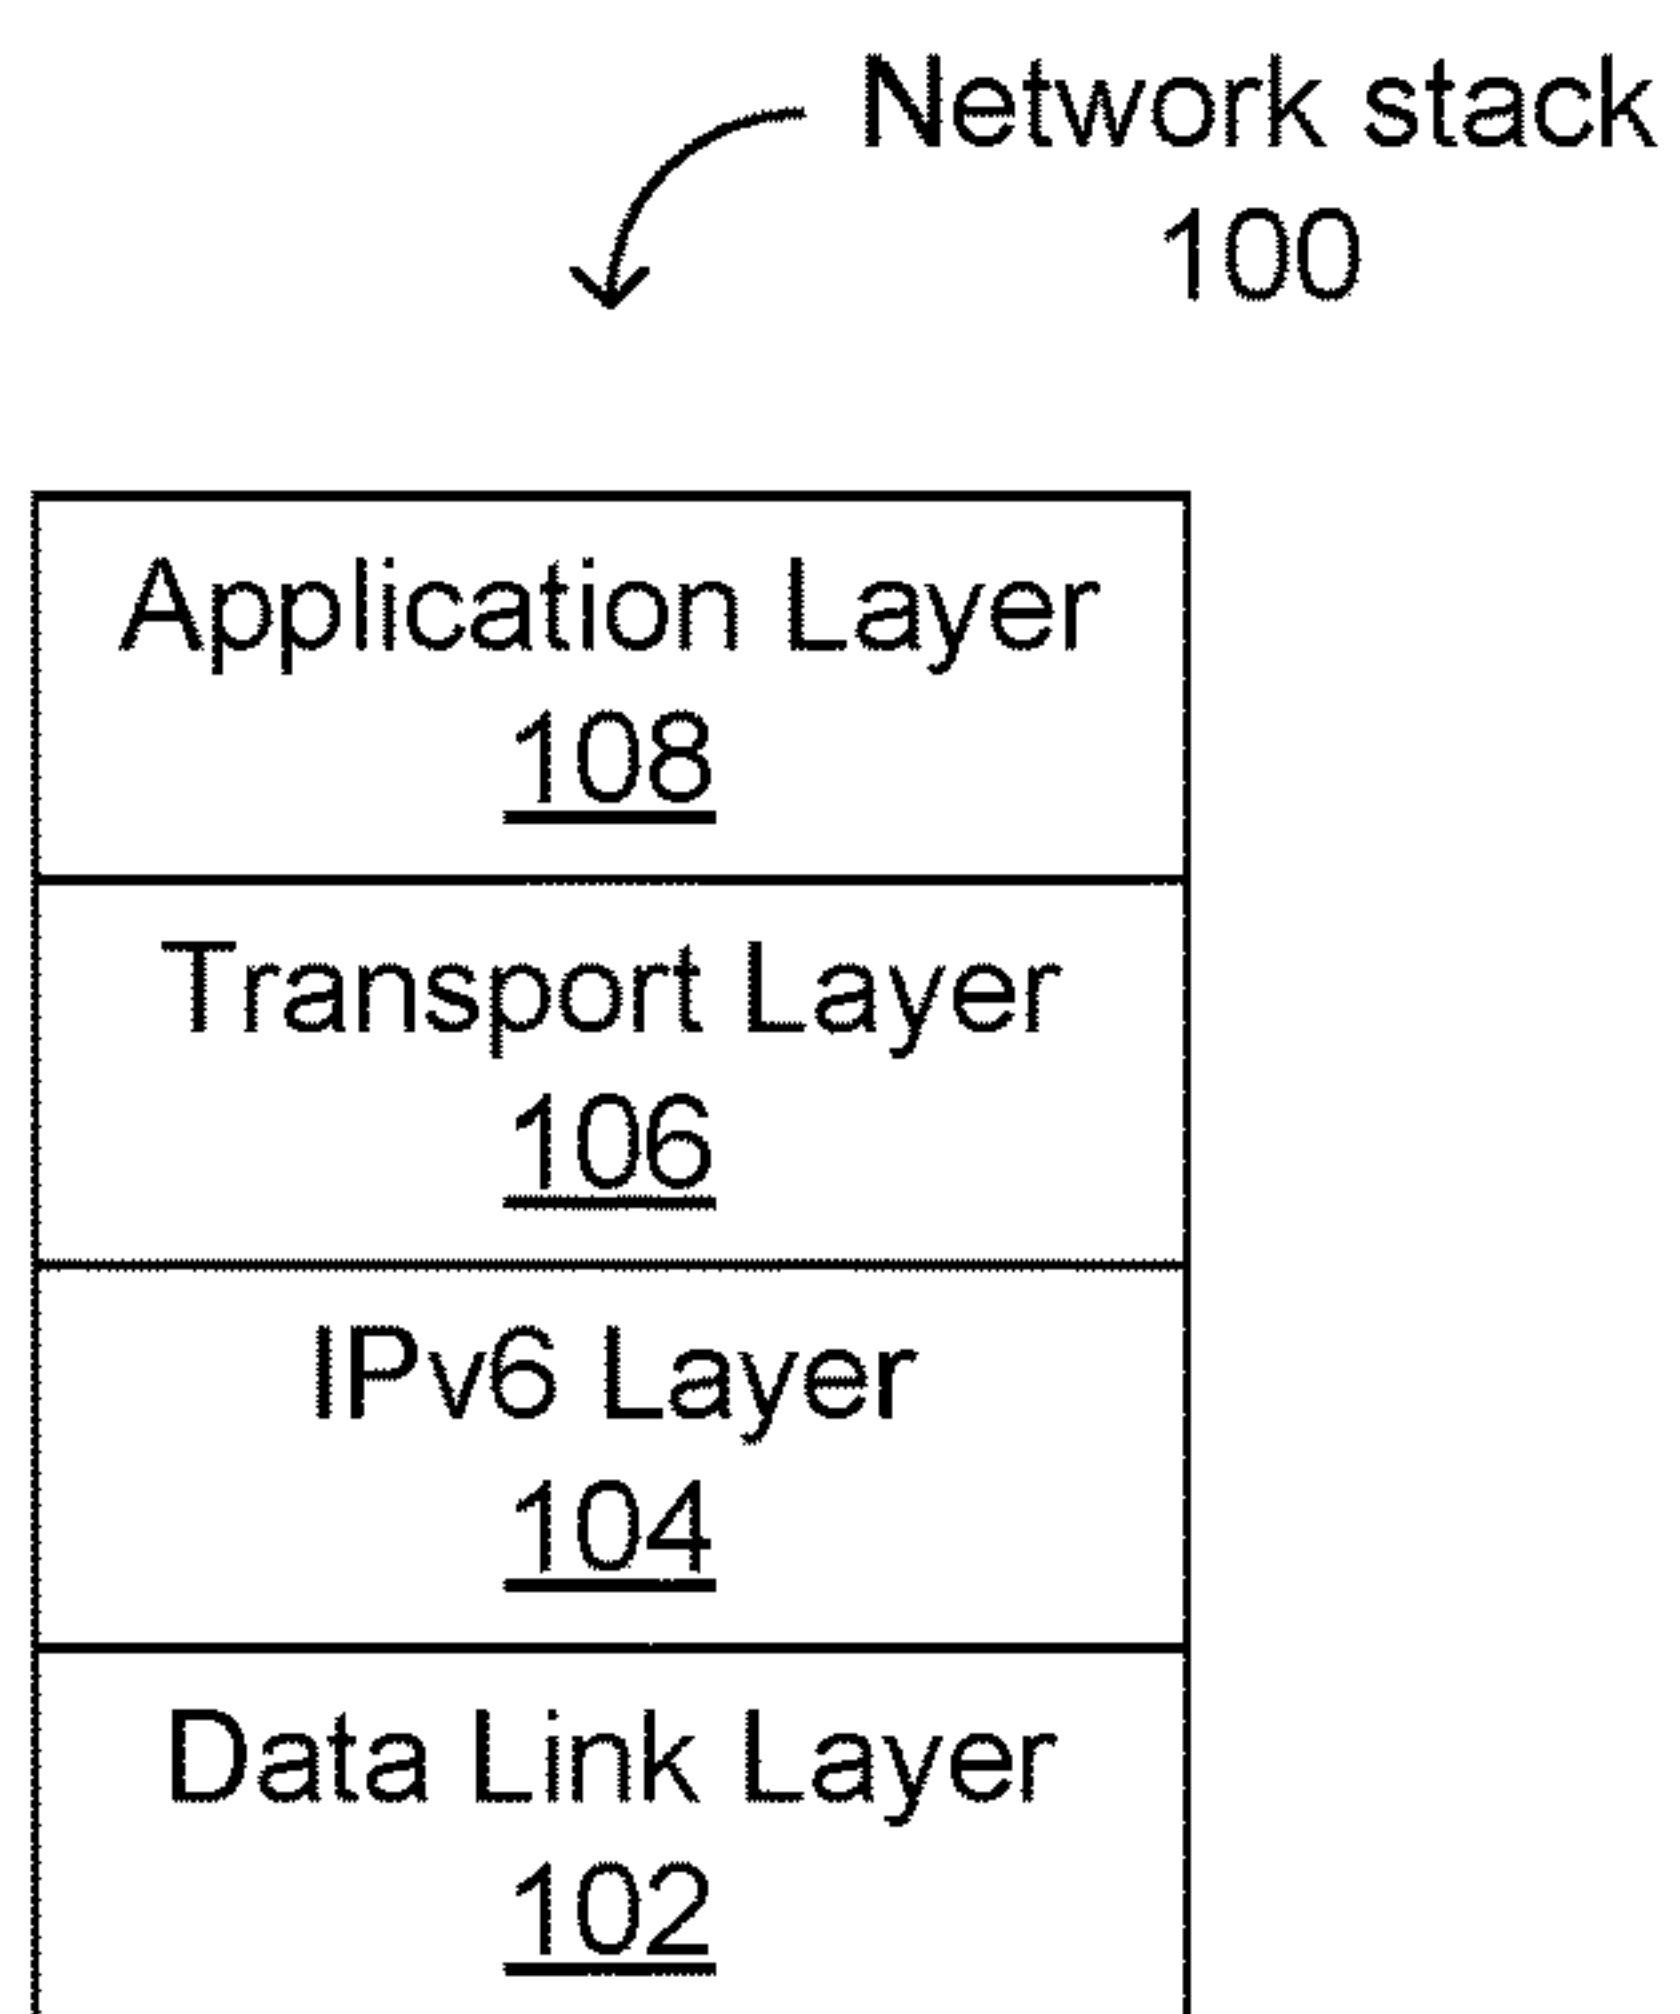 Network stack
100
Application Layer
108
Transport Layer
106
IPv6 Layer
104
Data Link Layer
102